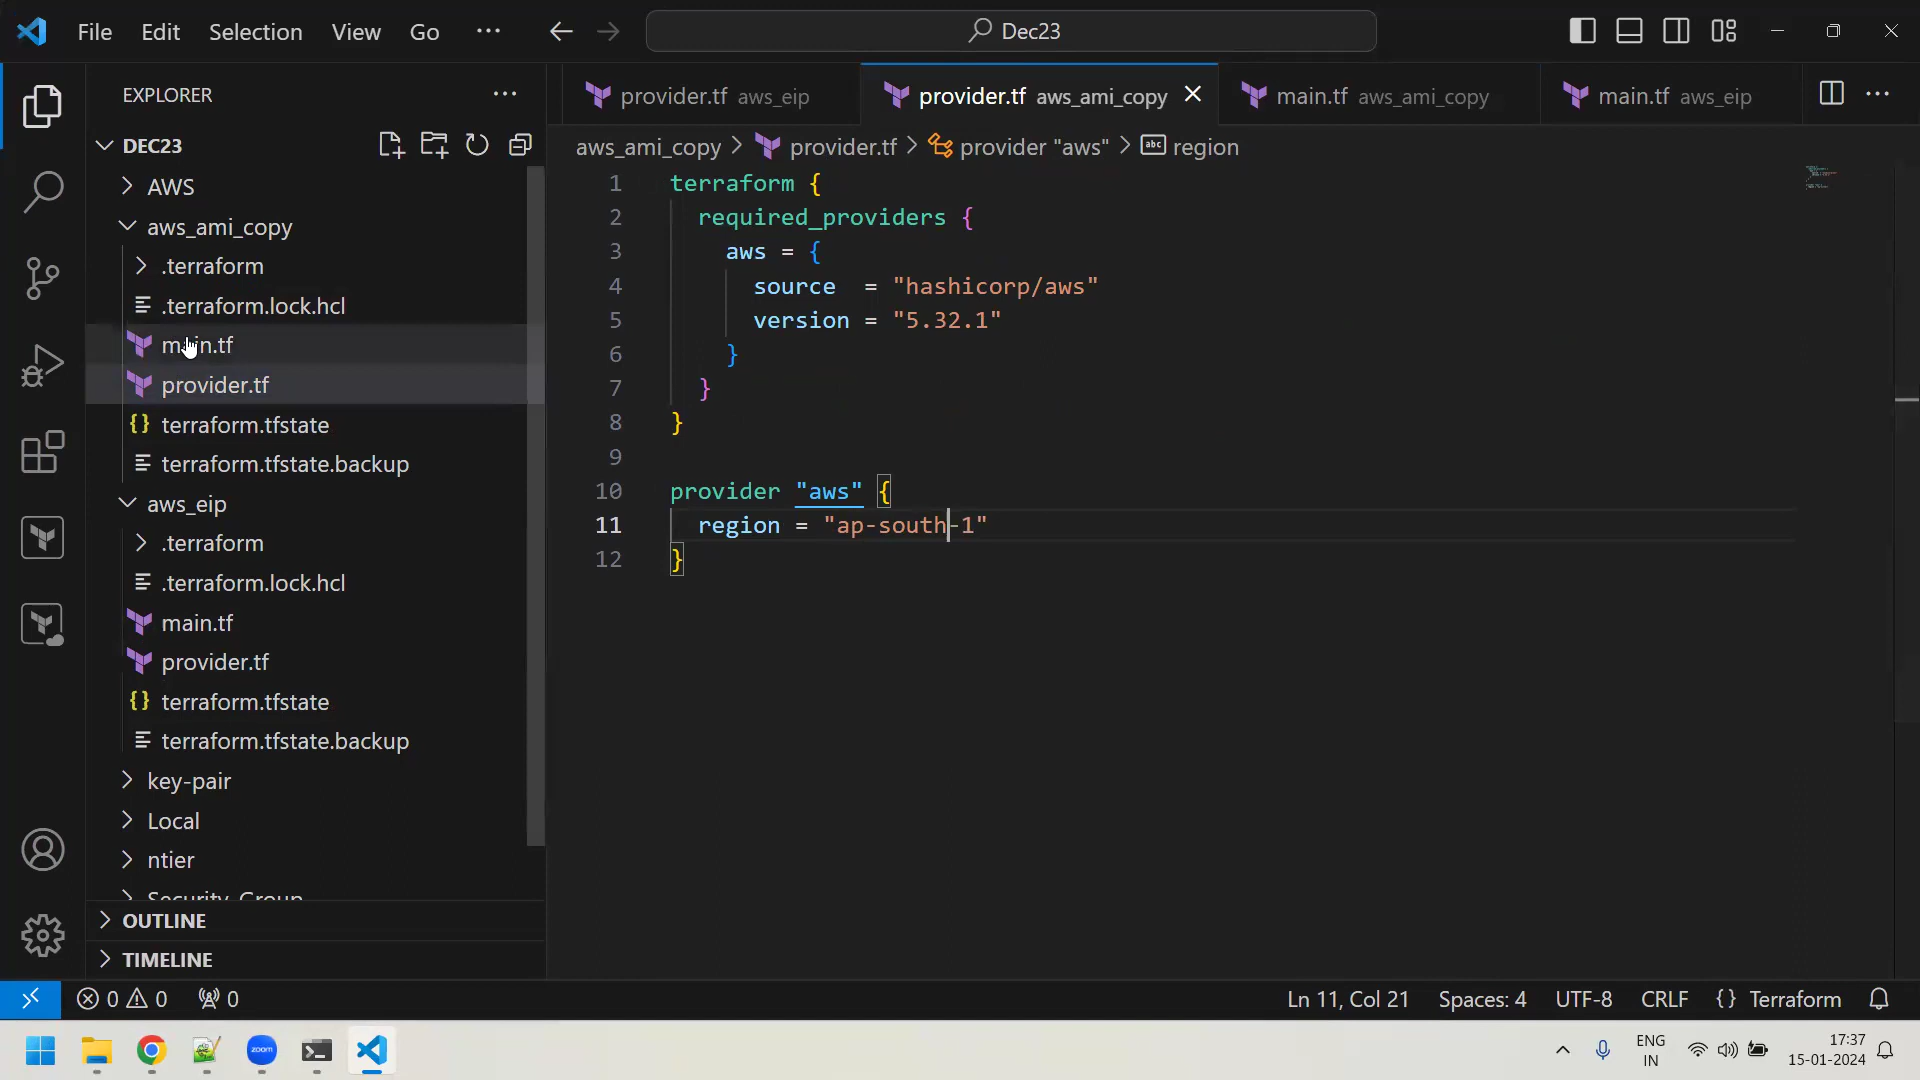 File Edit Selection View Go ··· Dec23
EXPLORER ···
DEC23
AWS
aws_ami_copy
.terraform
.terraform.lock.hcl
main.tf
provider.tf
terraform.tfstate
terraform.tfstate.backup
aws_eip
.terraform
.terraform.lock.hcl
main.tf
provider.tf
terraform.tfstate
terraform.tfstate.backup
key-pair
Local
ntier
Security_Group
OUTLINE
TIMELINE
provider.tf aws_eip provider.tf aws_ami_copy main.tf aws_ami_copy main.tf aws_eip
aws_ami_copy > provider.tf > provider "aws" > abc region
1 terraform {
2 required_providers {
3 aws = {
4 source = "hashicorp/aws"
5 version = "5.32.1"
6 }
7 }
8 }
9
10 provider "aws" {
11 region = "ap-south-1"
12 }
0 0 0 Ln 11, Col 21 Spaces: 4 UTF-8 CRLF {} Terraform
zoom
ENG
IN
17:37
15-01-2024